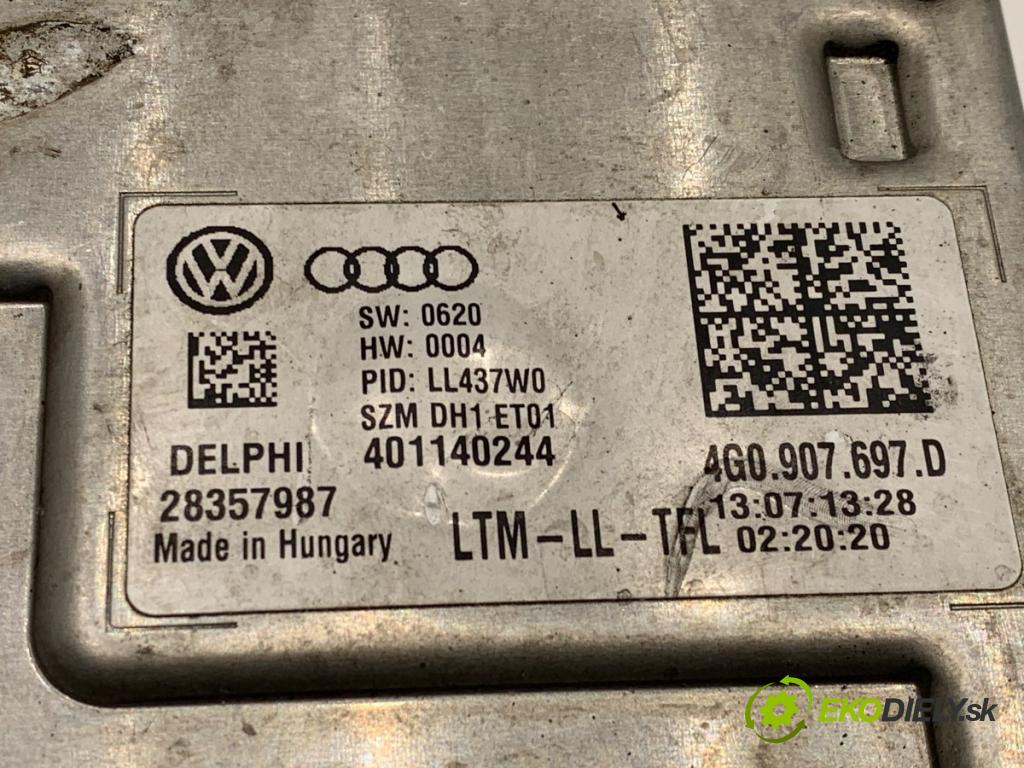 SW: 0620
HW: 0004
PID: LL437W0
SZM DH1 ET01
DELPHI 401140244
28357987
Made in Hungary
LTM-LL-TFL
4G0.907.697.D
13:07:13:28
02:20:20
EKODIELY.sk